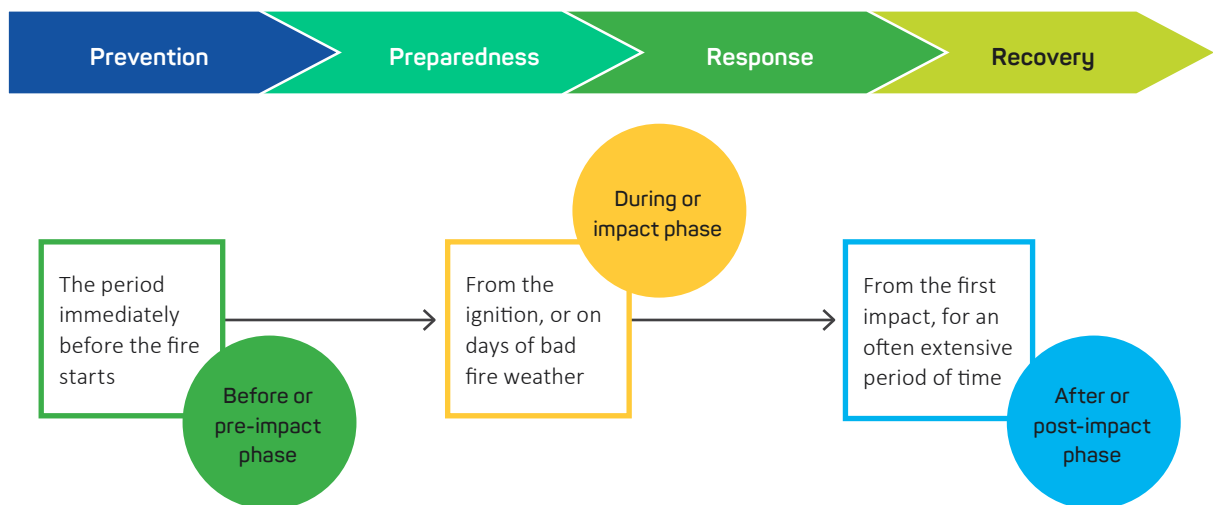 Prevention
Preparedness
Response
Recovery
The period
immediately
before the fire
starts
Before or
pre-impact
phase
From the
ignition, or on
days of bad
fire weather
During or
impact phase
From the first
impact, for an
often extensive
period of time
After or
post-impact
phase